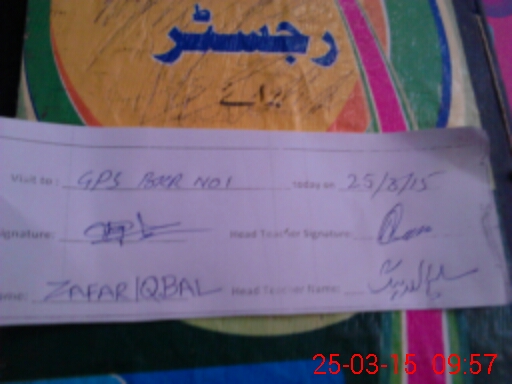 رجسٹر
برائے
Visit to: GPS BOOR NO1 Today on 25/3/15
Signature: Head Teacher Signature:
Name: ZAFAR IQBAL Head Teacher Name:
25-03-15 09:57